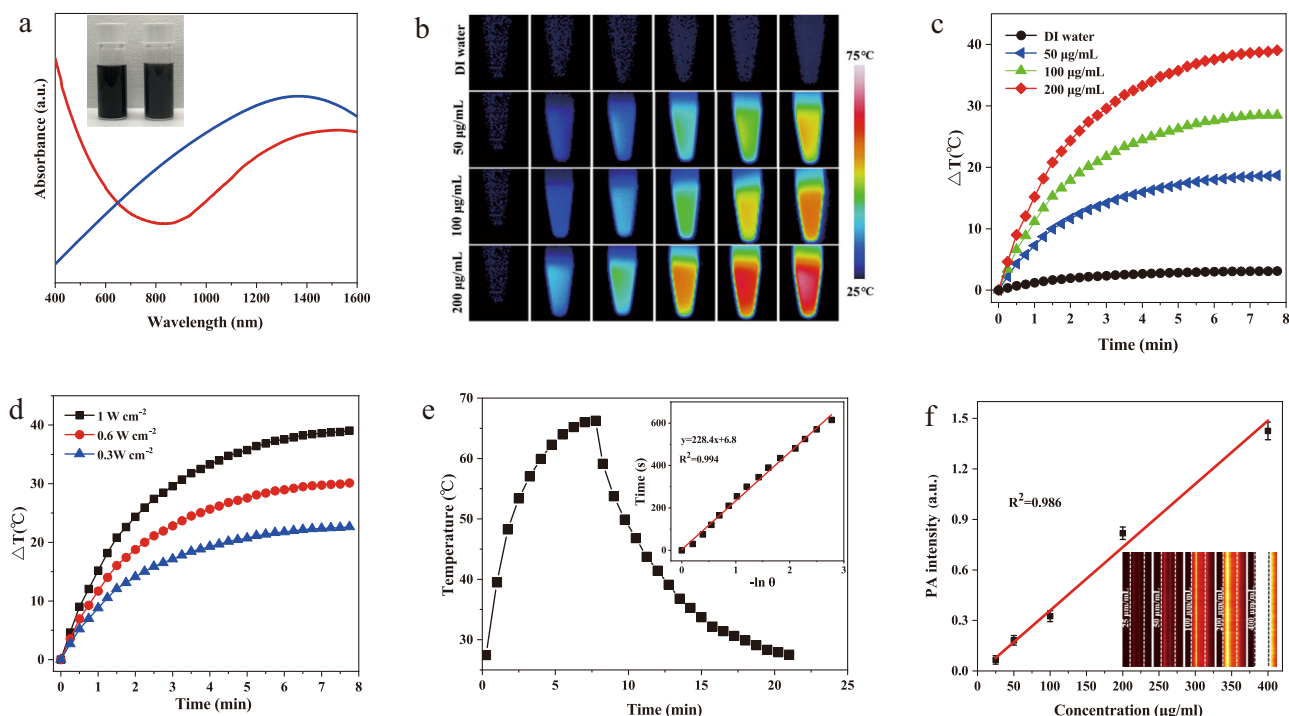 a
Absorbance (a.u.)
400 600 800 1000 1200 1400 1600
Wavelength (nm)
b
DI water
50 μg/mL
100 μg/mL
200 μg/mL
75℃
25℃
c
DI water
50 μg/mL
100 μg/mL
200 μg/mL
△T(℃)
40
30
20
10
0
0 1 2 3 4 5 6 7 8
Time (min)
d
1 W cm-2
0.6 W cm-2
0.3W cm-2
△T(℃)
40
30
20
10
0
0 1 2 3 4 5 6 7 8
Time (min)
e
Temperature (℃)
70
60
50
40
30
0 5 10 15 20 25
Time (min)
y=228.4x+6.8
R2=0.994
Time (s)
600
400
200
0
0 1 2 3
-ln θ
f
PA intensity (a.u.)
1.5
1.2
0.9
0.6
0.3
0.0
R2=0.986
25 μm/mL
50 μm/mL
100 μm/mL
200 μm/mL
400 μm/mL
50 100 150 200 250 300 350 400
Concentration (μg/ml)